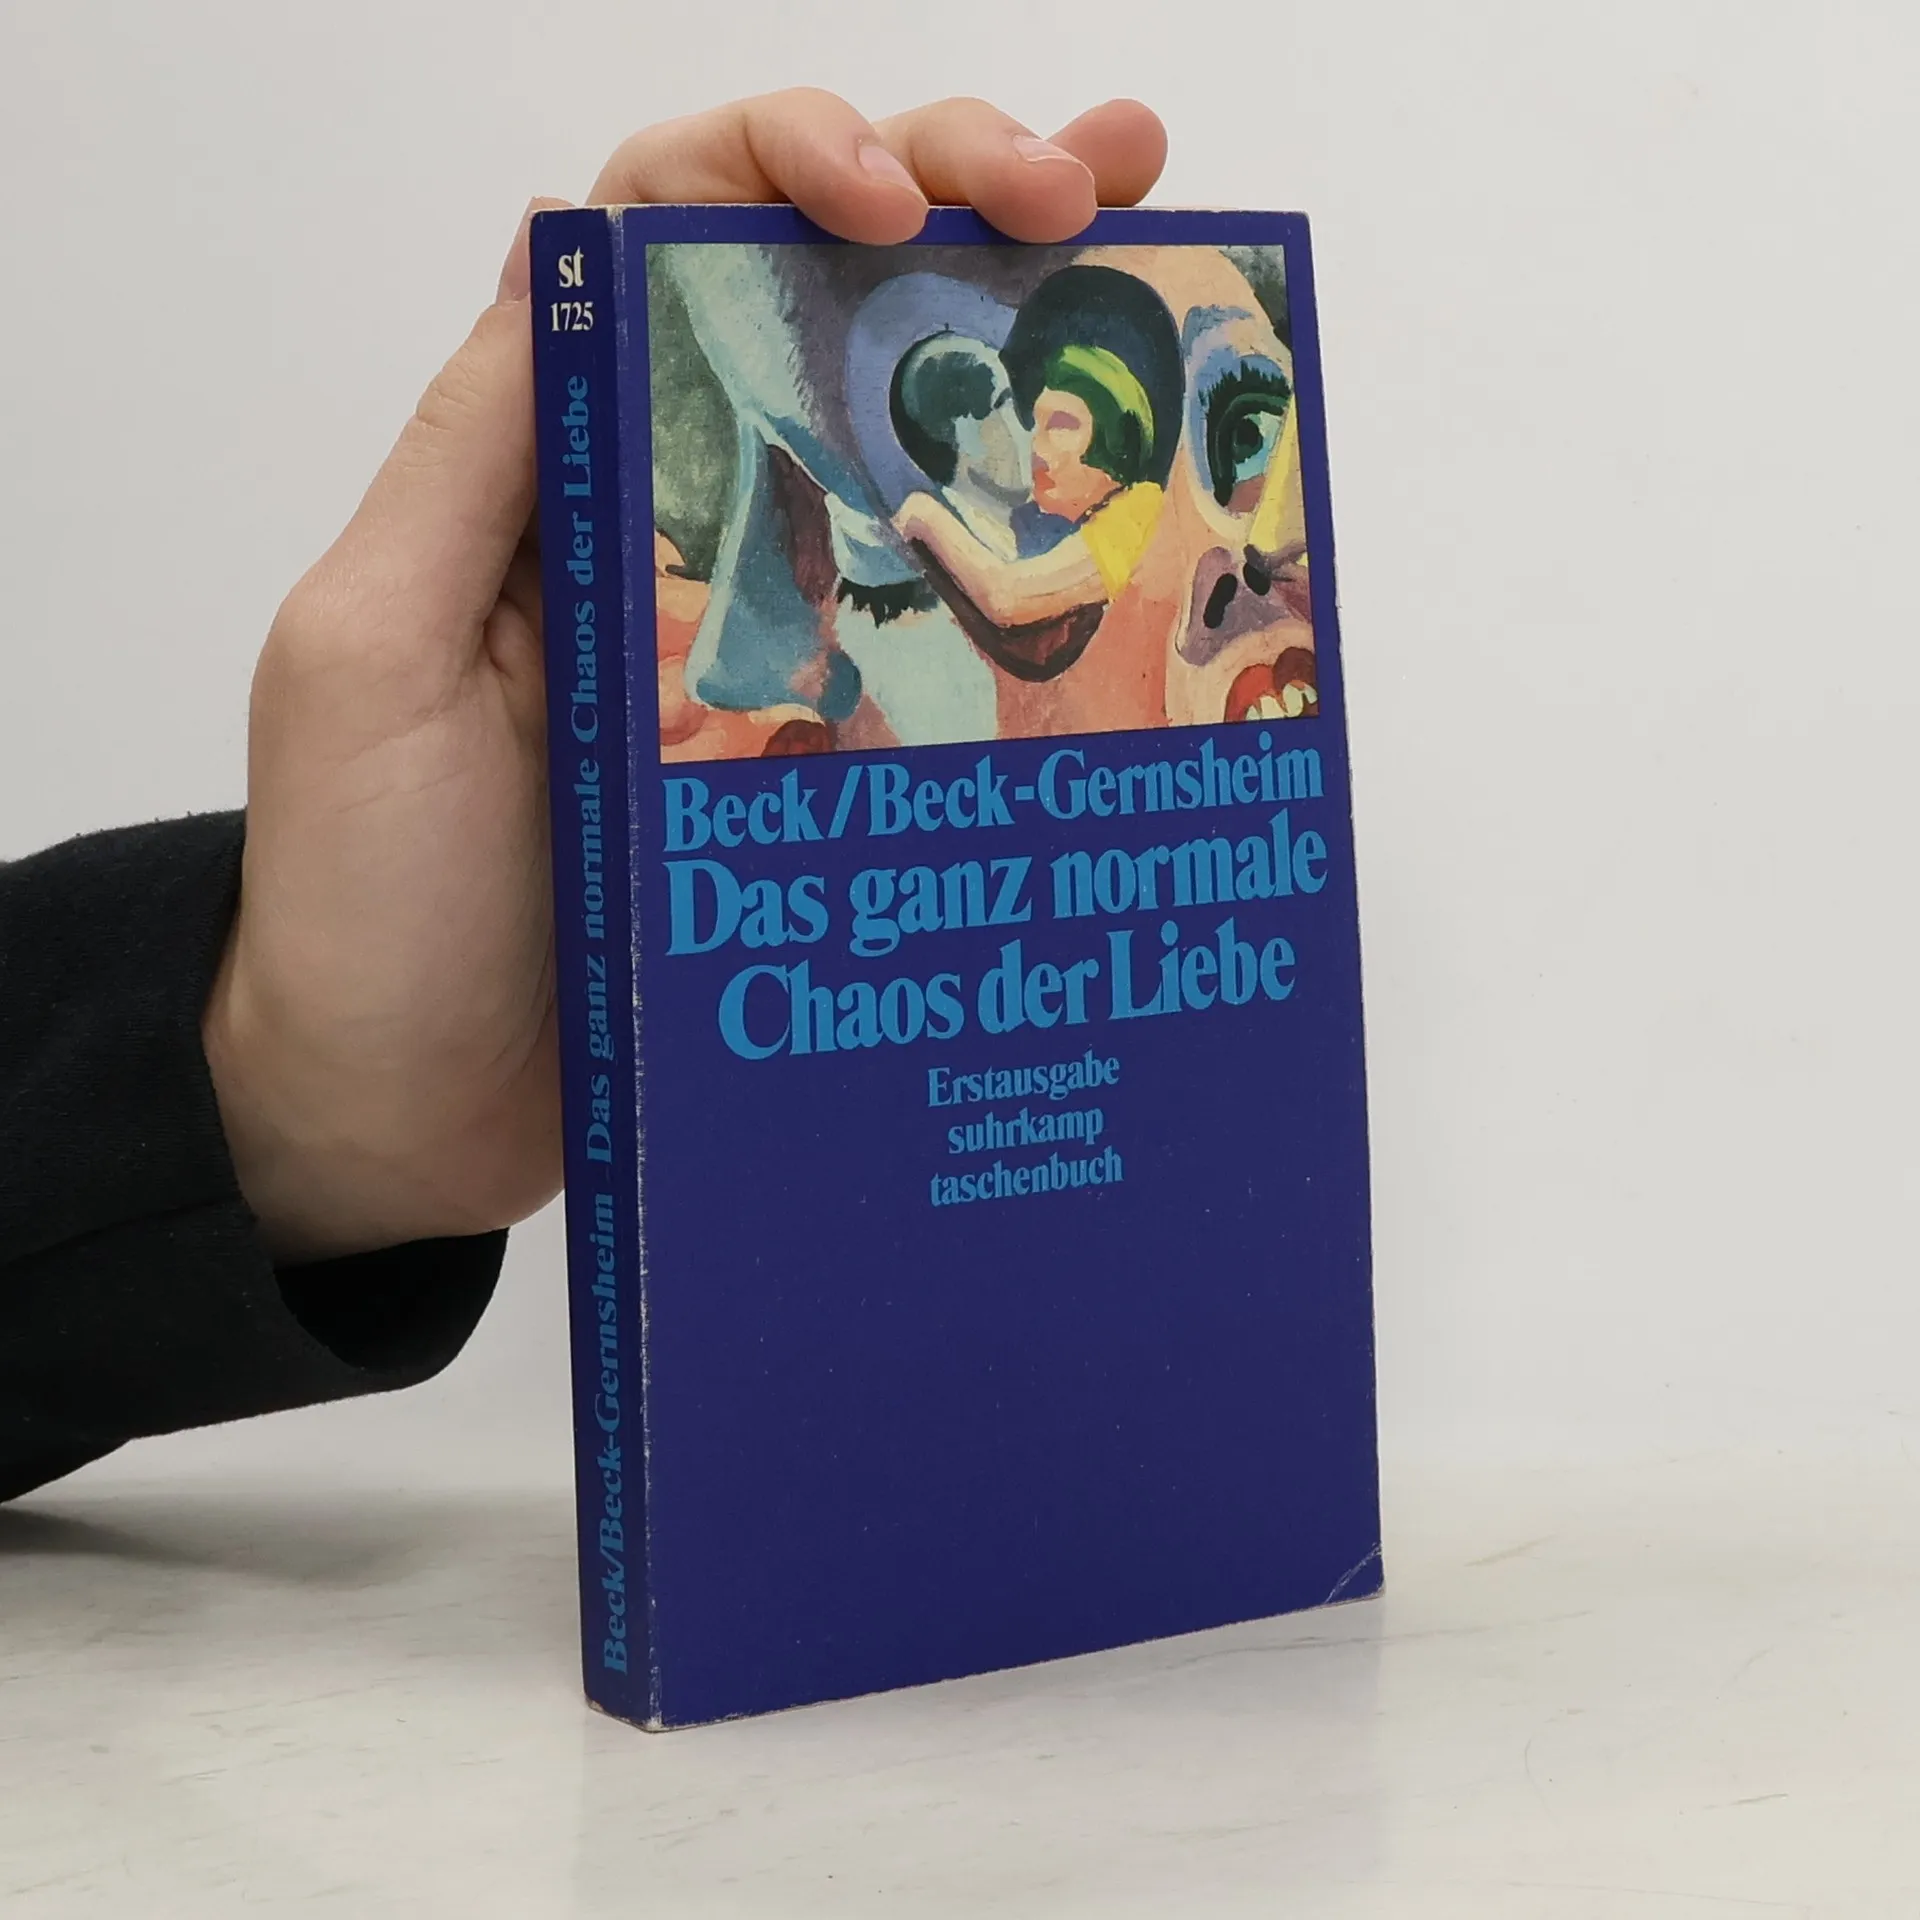 st
1725
Beck/Beck-Gernsheim Das ganz normale Chaos der Liebe
Beck/Beck-Gernsheim
Das ganz normale
Chaos der Liebe
Erstausgabe
suhrkamp
taschenbuch